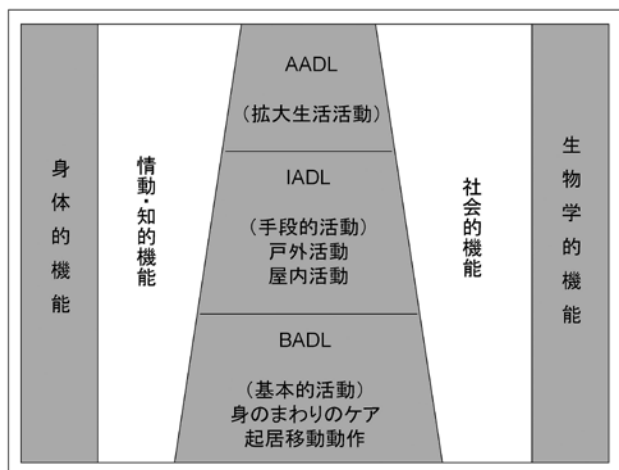 身体的機能
情動・知的機能
AADL
（拡大生活活動）
IADL
（手段的活動）
戸外活動
屋内活動
BADL
（基本的活動）
身のまわりのケア
起居移動動作
社会的機能
生物学的機能